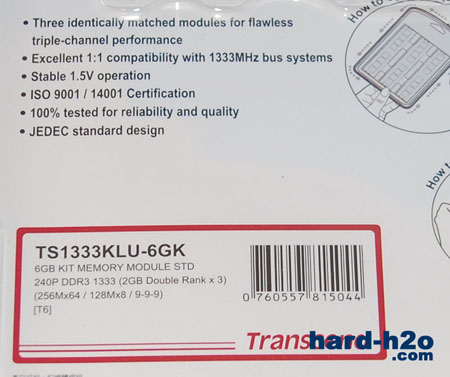 • Three identically matched modules for flawless
triple-channel performance
• Excellent 1:1 compatibility with 1333MHz bus systems
• Stable 1.5V operation
• ISO 9001 / 14001 Certification
• 100% tested for reliability and quality
• JEDEC standard design
How to
How
TS1333KLU-6GK
6GB KIT MEMORY MODULE STD
240P DDR3 1333 (2GB Double Rank x 3)
(256Mx64 / 128Mx8 / 9-9-9)
[T6]
0 760557 815044
hard-h2o
.com